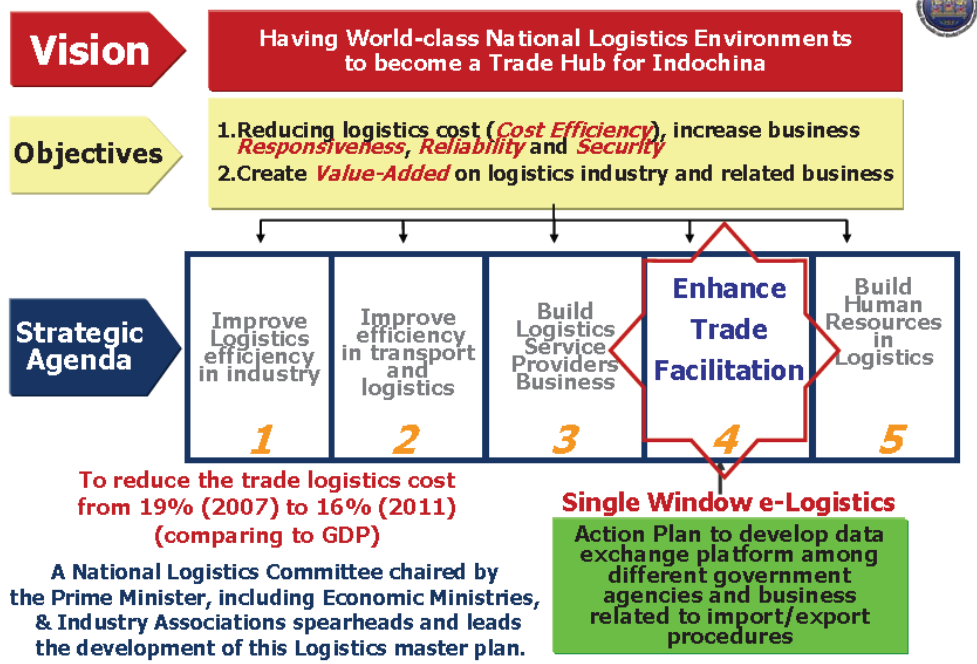 Vision
Having World-class National Logistics Environments
to become a Trade Hub for Indochina
Objectives
1.Reducing logistics cost (Cost Efficiency), increase business
Responsiveness, Reliability and Security
2.Create Value-Added on logistics industry and related business
Strategic
Agenda
Improve
Logistics
efficiency
in industry
1
Improve
efficiency
in transport
and
logistics
2
Build
Logistics
Service
Providers
Business
3
Enhance
Trade
Facilitation
4
Build
Human
Resources
in
Logistics
5
To reduce the trade logistics cost
from 19% (2007) to 16% (2011)
(comparing to GDP)
A National Logistics Committee chaired by
the Prime Minister, including Economic Ministries,
& Industry Associations spearheads and leads
the development of this Logistics master plan.
Single Window e-Logistics
Action Plan to develop data
exchange platform among
different government
agencies and business
related to import/export
procedures